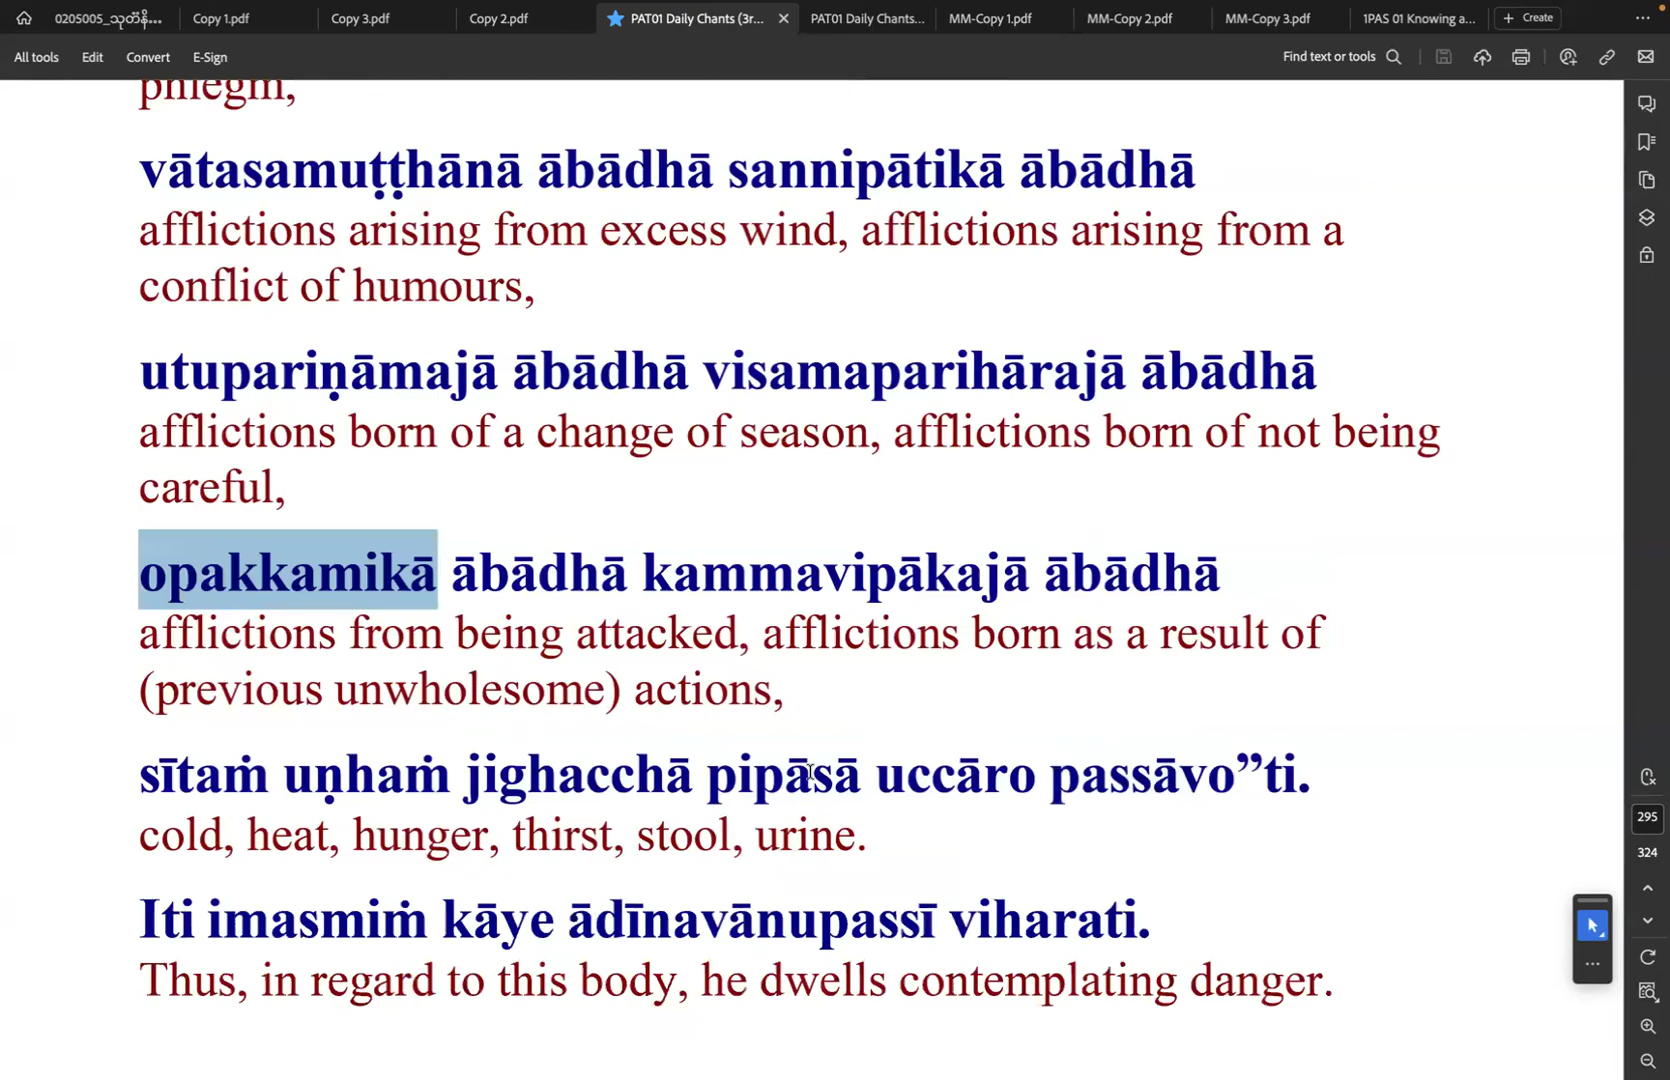 0205005_သုတ်နိ...
Copy 1.pdf
Copy 3.pdf
Copy 2.pdf
PAT01 Daily Chants (3r...
PAT01 Daily Chants...
MM-Copy 1.pdf
MM-Copy 2.pdf
MM-Copy 3.pdf
1PAS 01 Knowing a...
Create
All tools
Edit
Convert
E-Sign
Find text or tools
phlegm,
vātasamuṭṭhānā ābādhā sannipātikā ābādhā
afflictions arising from excess wind, afflictions arising from a
conflict of humours,
utupariṇāmajā ābādhā visamaparihārajā ābādhā
afflictions born of a change of season, afflictions born of not being
careful,
opakkamikā ābādhā kammavipākajā ābādhā
afflictions from being attacked, afflictions born as a result of
(previous unwholesome) actions,
sītaṁ uṇhaṁ jighacchā pipāsā uccāro passāvo”ti.
cold, heat, hunger, thirst, stool, urine.
Iti imasmiṁ kāye ādīnavānupassī viharati.
Thus, in regard to this body, he dwells contemplating danger.
295
324